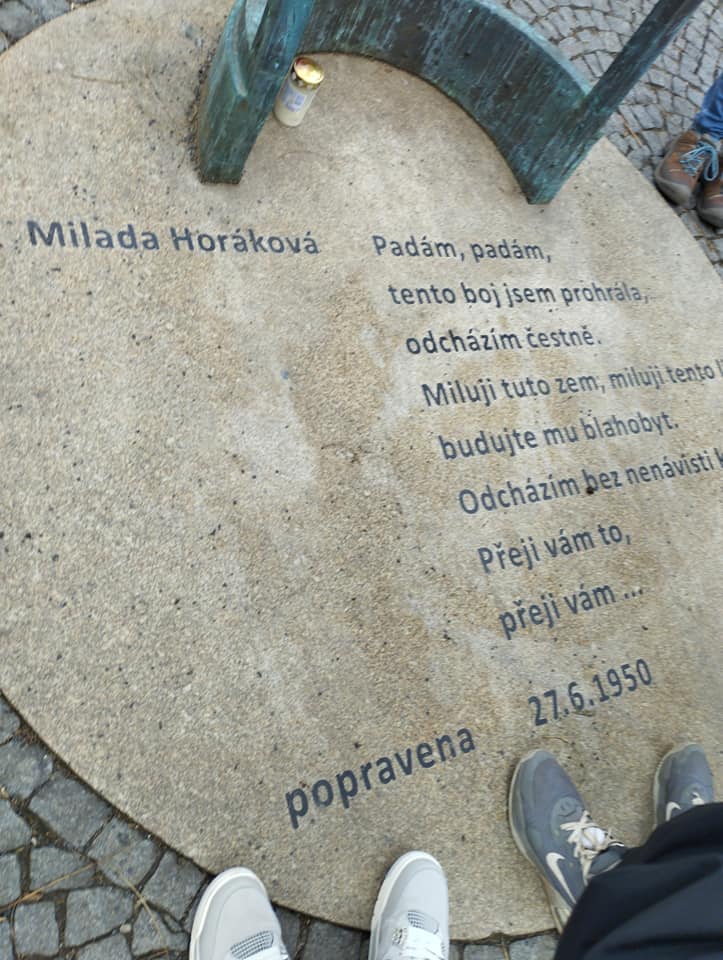 Milada Horáková
Padám, padám,
tento boj jsem prohrála,
odcházím čestně.
Miluji tuto zem, miluji tento
budujte mu blahobyt.
Odcházím bez nenávisti
Přeji vám to,
přeji vám ...
popravena 27.6.1950